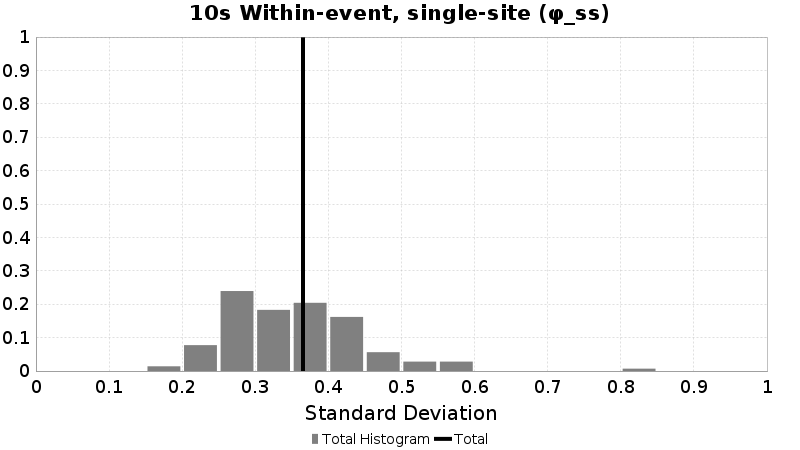 10s Within-event, single-site (φ_ss)
1
0.9
0.8
0.7
0.6
0.5
0.4
0.3
0.2
0.1
0
0 0.1 0.2 0.3 0.4 0.5 0.6 0.7 0.8 0.9 1
Standard Deviation
Total Histogram Total